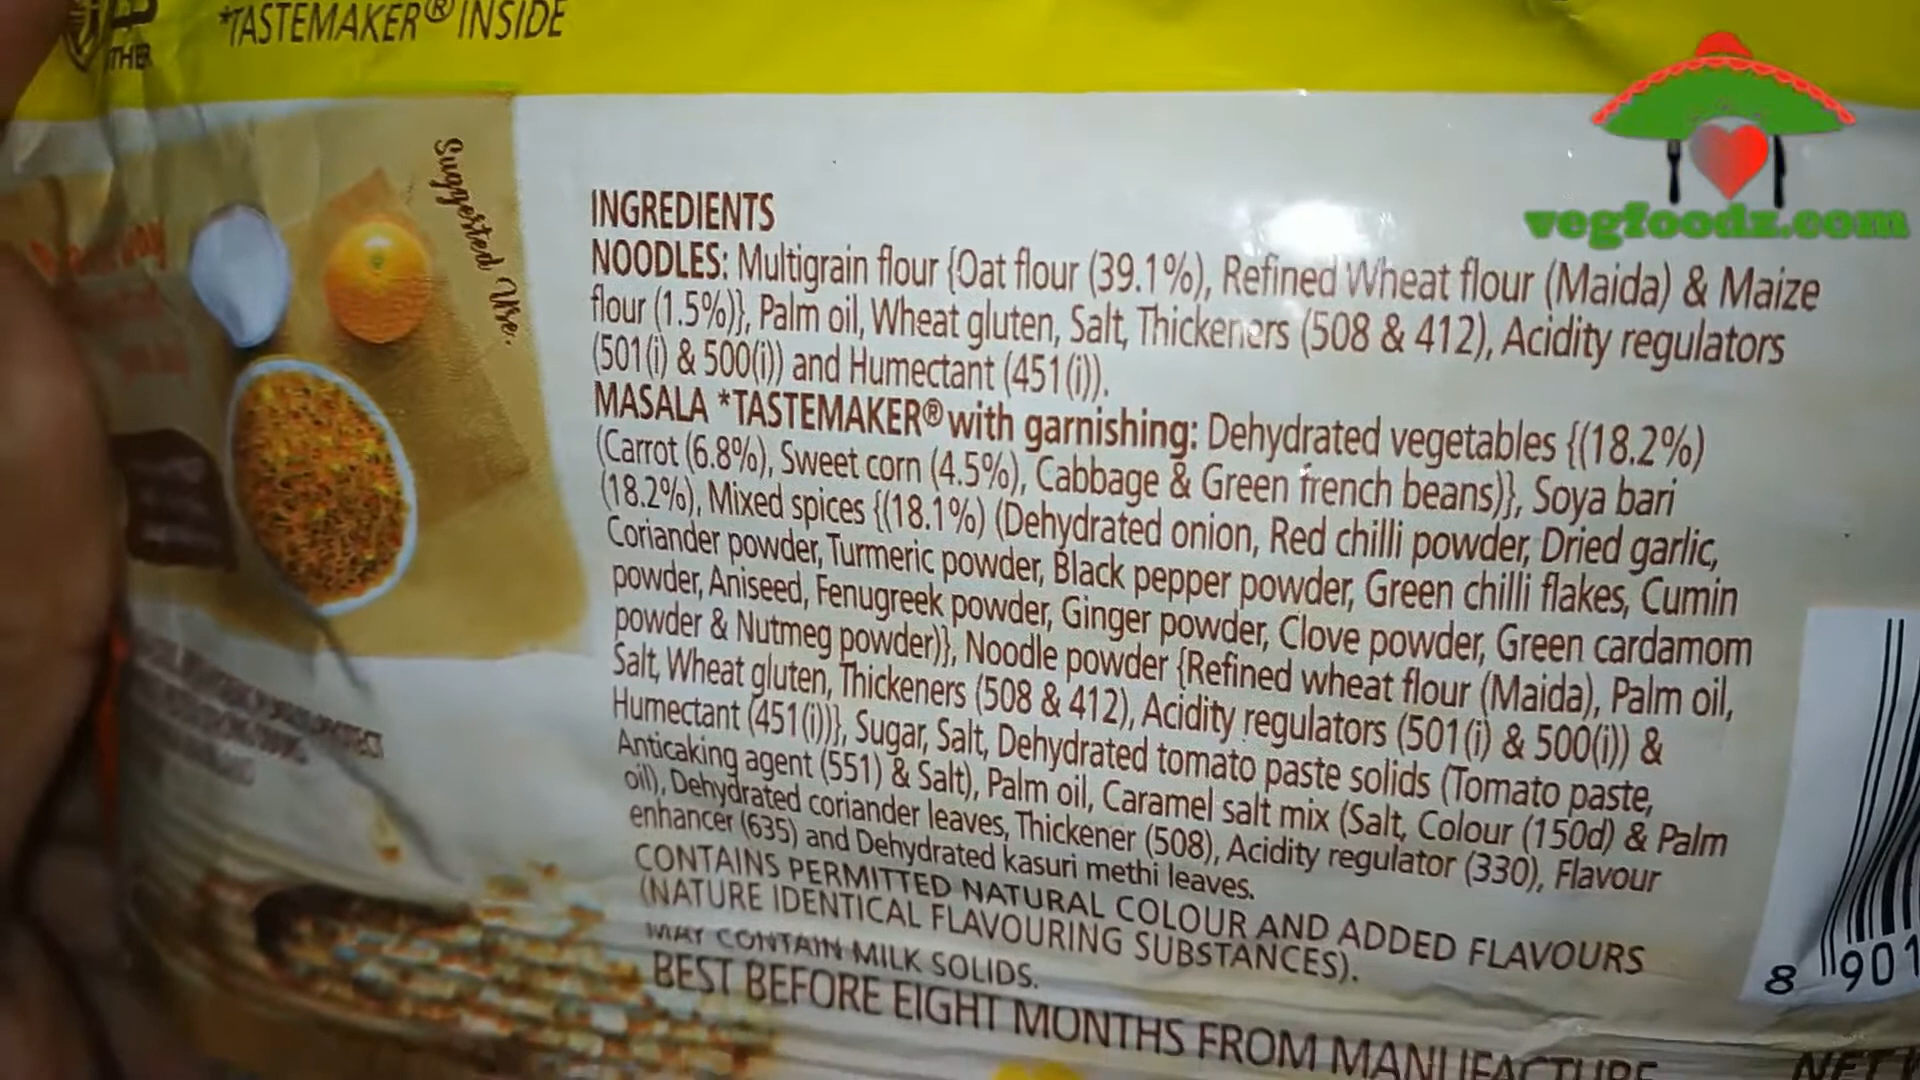 *TASTEMAKER® INSIDE
THER
Suggested Use.
vegfoodz.com
INGREDIENTS
NOODLES: Multigrain flour {Oat flour (39.1%), Refined Wheat flour (Maida) & Maize
flour (1.5%)}, Palm oil, Wheat gluten, Salt, Thickeners (508 & 412), Acidity regulators
(501(i) & 500(i)) and Humectant (451(i)).
MASALA *TASTEMAKER® with garnishing: Dehydrated vegetables {(18.2%)
(Carrot (6.8%), Sweet corn (4.5%), Cabbage & Green french beans)}, Soya bari
(18.2%), Mixed spices {(18.1%) (Dehydrated onion, Red chilli powder, Dried garlic,
Coriander powder, Turmeric powder, Black pepper powder, Green chilli flakes, Cumin
powder, Aniseed, Fenugreek powder, Ginger powder, Clove powder, Green cardamom
powder & Nutmeg powder)}, Noodle powder {Refined wheat flour (Maida), Palm oil,
Salt, Wheat gluten, Thickeners (508 & 412), Acidity regulators (501(i) & 500(i)) &
Humectant (451(i))}, Sugar, Salt, Dehydrated tomato paste solids (Tomato paste,
Anticaking agent (551) & Salt), Palm oil, Caramel salt mix (Salt, Colour (150d) & Palm
oil), Dehydrated coriander leaves, Thickener (508), Acidity regulator (330), Flavour
enhancer (635) and Dehydrated kasuri methi leaves.
CONTAINS PERMITTED NATURAL COLOUR AND ADDED FLAVOURS
(NATURE IDENTICAL FLAVOURING SUBSTANCES).
MAY CONTAIN MILK SOLIDS.
BEST BEFORE EIGHT MONTHS FROM MANUFACTURE
8 901
NET